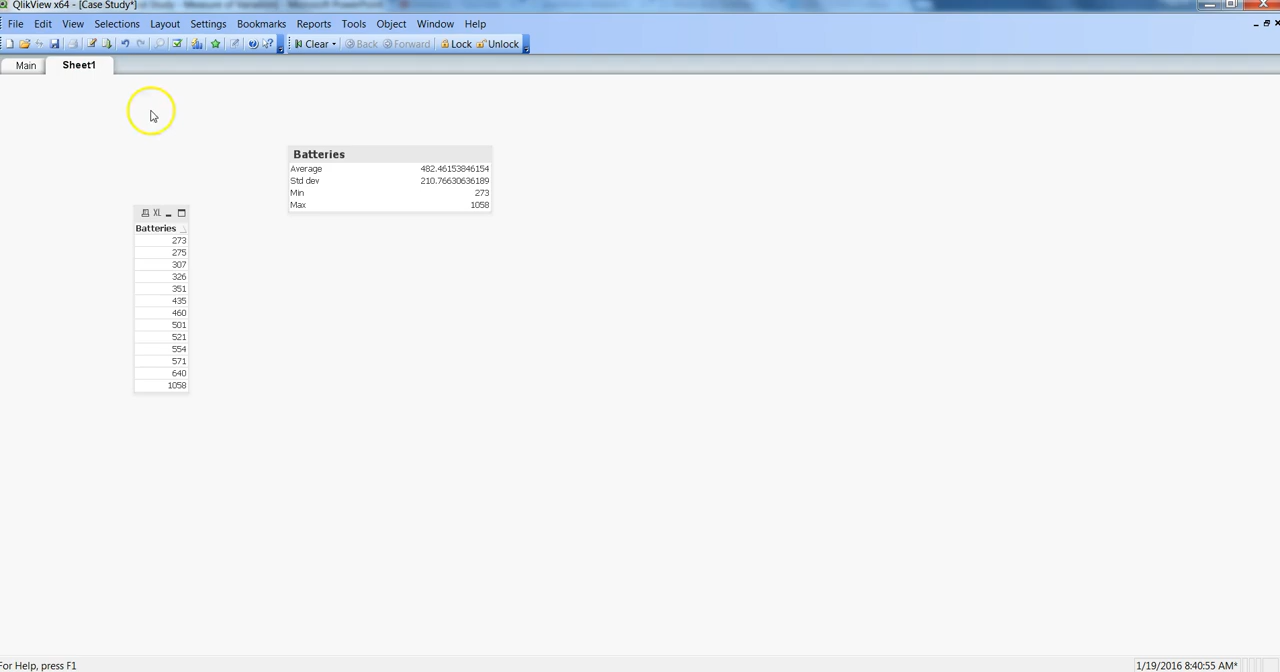 QlikView x64 - [Case Study*]
File Edit View Selections Layout Settings Bookmarks Reports Tools Object Window Help
Clear Back Forward Lock Unlock
Main Sheet1
Batteries
Average 482.46153846154
Std dev 210.76630636189
Min 273
Max 1058
XL
Batteries
273
275
307
326
351
435
460
501
521
554
571
640
1058
For Help, press F1 1/19/2016 8:40:55 AM*